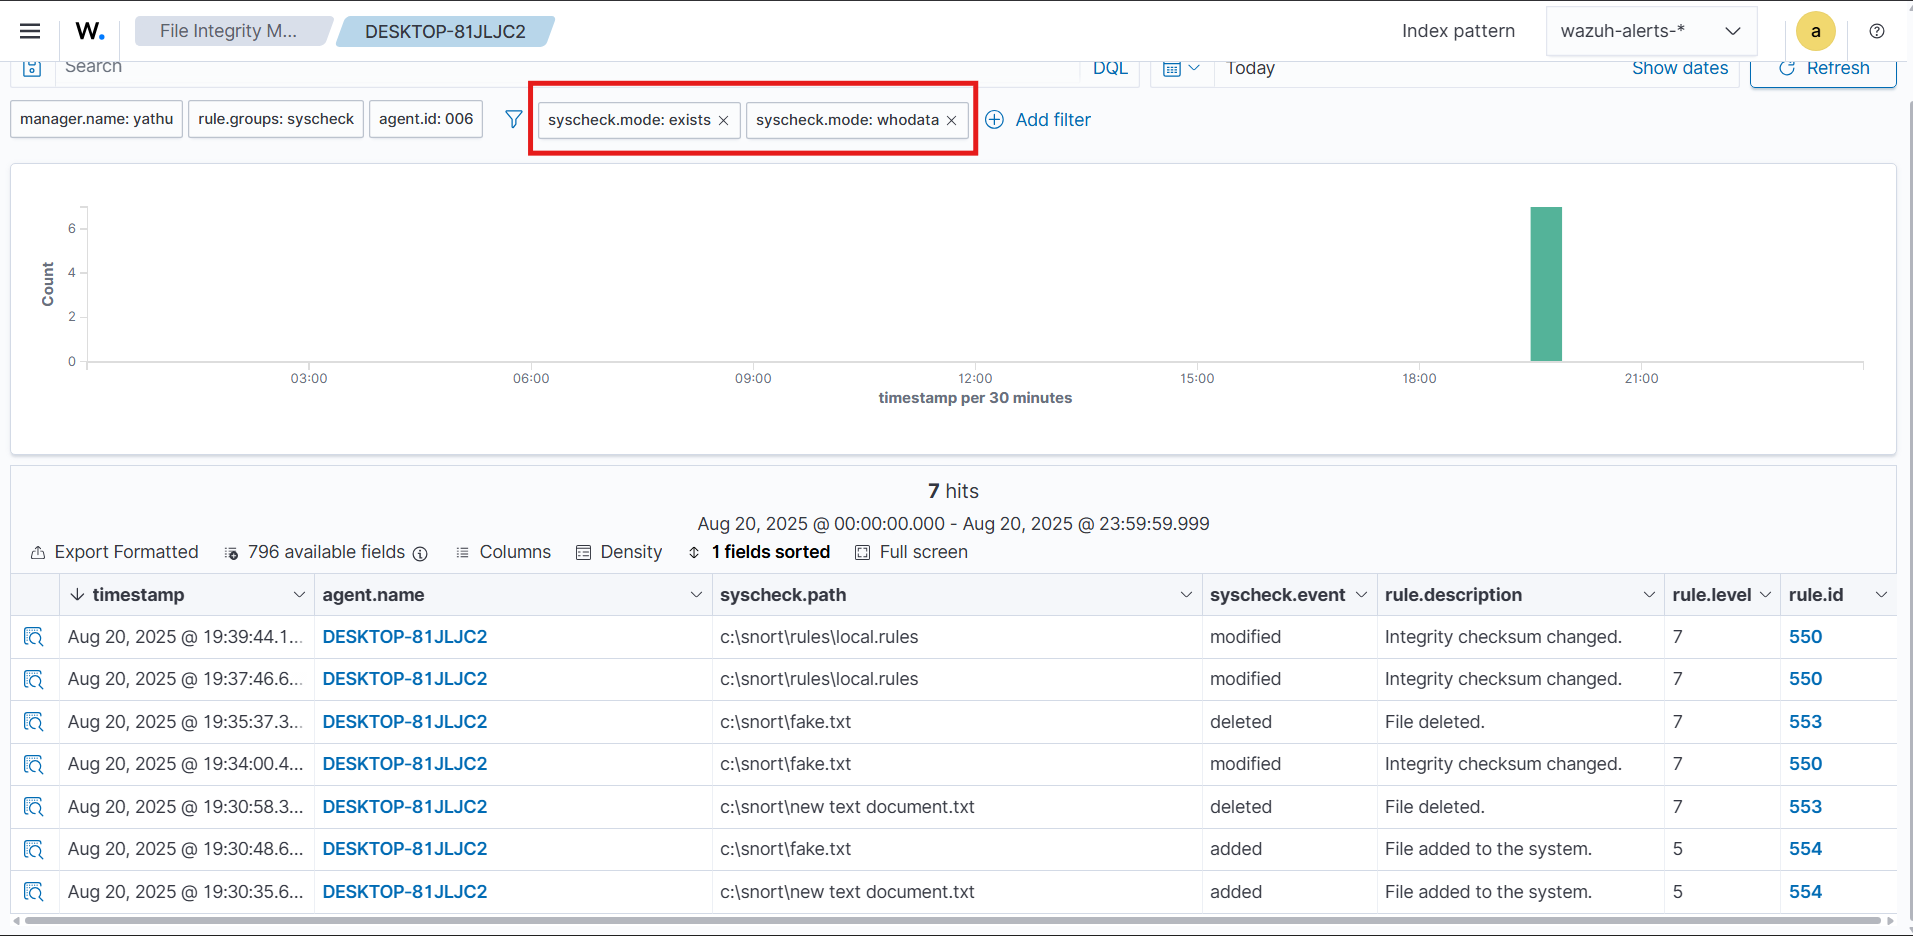 W. File Integrity M... DESKTOP-81JLJC2 Index pattern wazuh-alerts-* a
Search DQL Today Show dates Refresh
manager.name: yathu rule.groups: syscheck agent.id: 006 syscheck.mode: exists syscheck.mode: whodata Add filter
Count
6
4
2
0
03:00 06:00 09:00 12:00 15:00 18:00 21:00
timestamp per 30 minutes
7 hits
Aug 20, 2025 @ 00:00:00.000 - Aug 20, 2025 @ 23:59:59.999
Export Formatted 796 available fields Columns Density 1 fields sorted Full screen
timestamp agent.name syscheck.path syscheck.event rule.description rule.level rule.id
Aug 20, 2025 @ 19:39:44.1... DESKTOP-81JLJC2 c:\snort\rules\local.rules modified Integrity checksum changed. 7 550
Aug 20, 2025 @ 19:37:46.6... DESKTOP-81JLJC2 c:\snort\rules\local.rules modified Integrity checksum changed. 7 550
Aug 20, 2025 @ 19:35:37.3... DESKTOP-81JLJC2 c:\snort\fake.txt deleted File deleted. 7 553
Aug 20, 2025 @ 19:34:00.4... DESKTOP-81JLJC2 c:\snort\fake.txt modified Integrity checksum changed. 7 550
Aug 20, 2025 @ 19:30:58.3... DESKTOP-81JLJC2 c:\snort\new text document.txt deleted File deleted. 7 553
Aug 20, 2025 @ 19:30:48.6... DESKTOP-81JLJC2 c:\snort\fake.txt added File added to the system. 5 554
Aug 20, 2025 @ 19:30:35.6... DESKTOP-81JLJC2 c:\snort\new text document.txt added File added to the system. 5 554